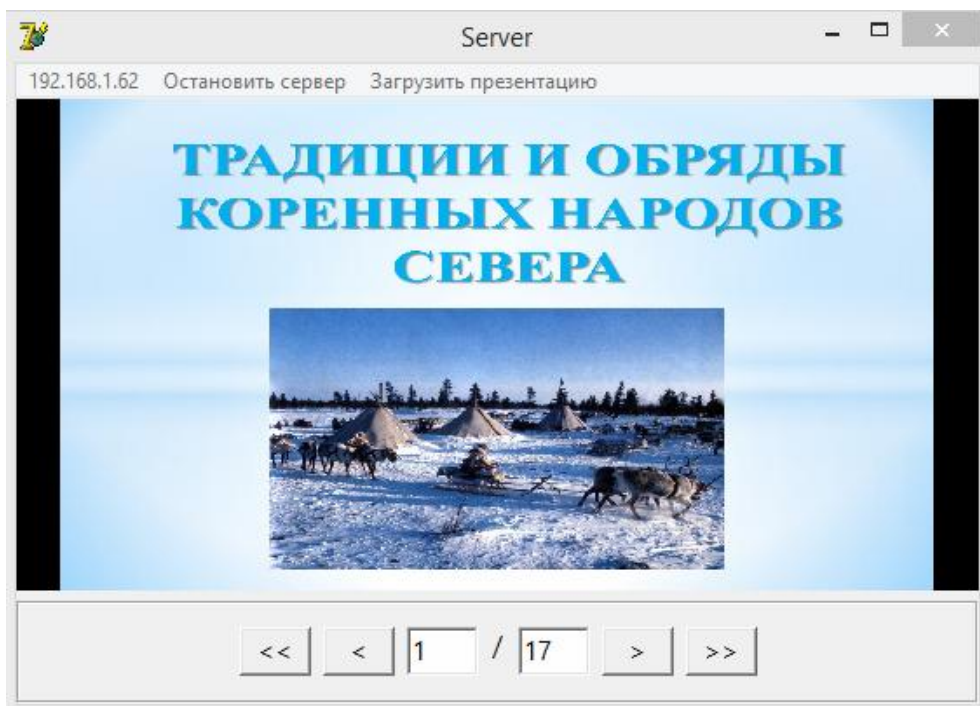 Server
192.168.1.62 Остановить сервер Загрузить презентацию
ТРАДИЦИИ И ОБРЯДЫ
КОРЕННЫХ НАРОДОВ
СЕВЕРА
<< < 1 / 17 > >>